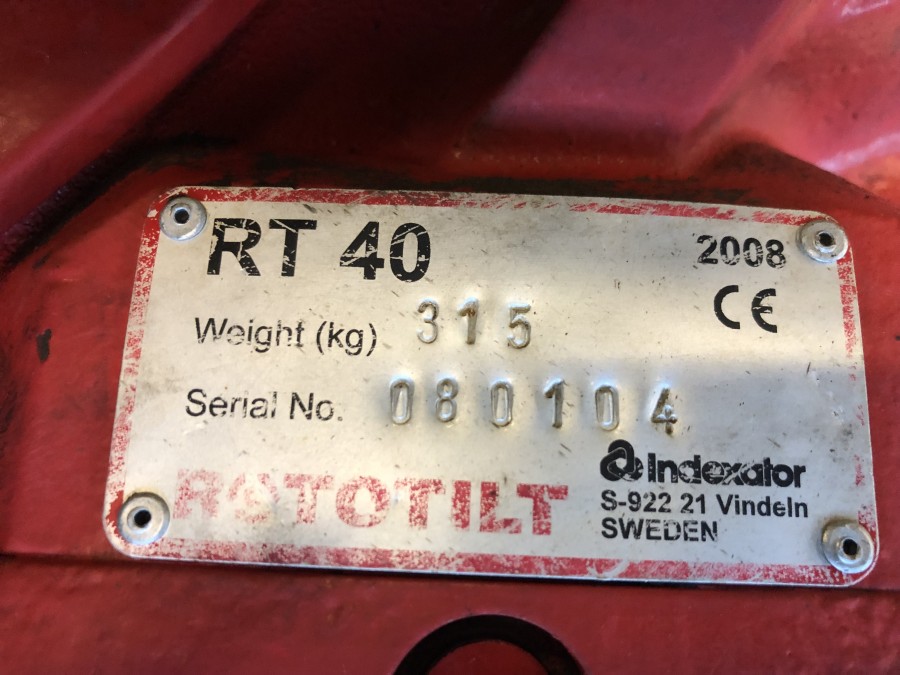 RT 40
2008
CE
Weight (kg) 315
Serial No. 080104
ROTOTILT
Indexator
S-922 21 Vindeln
SWEDEN